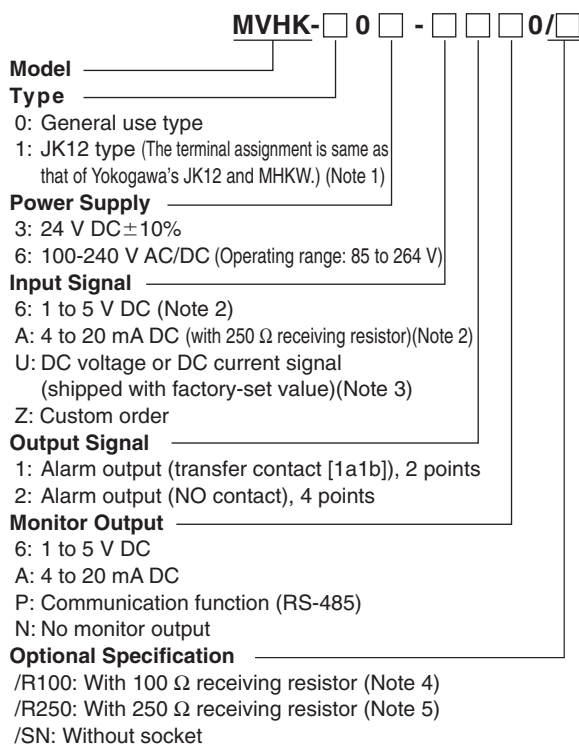 MVHK-□ 0 □ - □ □ □ 0/□
Model
Type
0: General use type
1: JK12 type (The terminal assignment is same as
that of Yokogawa's JK12 and MHKW.) (Note 1)
Power Supply
3: 24 V DC±10%
6: 100-240 V AC/DC (Operating range: 85 to 264 V)
Input Signal
6: 1 to 5 V DC (Note 2)
A: 4 to 20 mA DC (with 250 Ω receiving resistor)(Note 2)
U: DC voltage or DC current signal
(shipped with factory-set value)(Note 3)
Z: Custom order
Output Signal
1: Alarm output (transfer contact [1a1b]), 2 points
2: Alarm output (NO contact), 4 points
Monitor Output
6: 1 to 5 V DC
A: 4 to 20 mA DC
P: Communication function (RS-485)
N: No monitor output
Optional Specification
/R100: With 100 Ω receiving resistor (Note 4)
/R250: With 250 Ω receiving resistor (Note 5)
/SN: Without socket